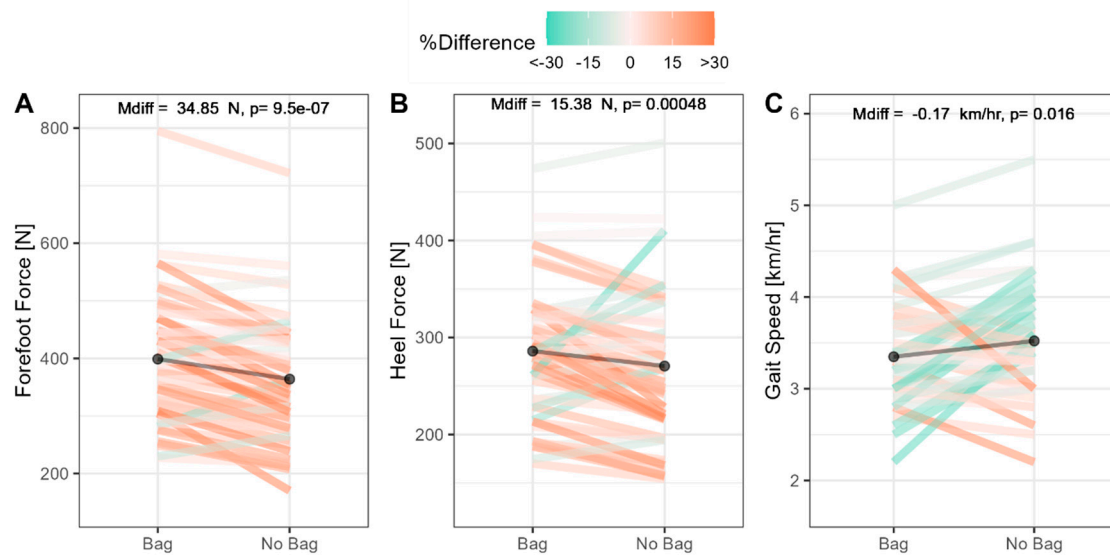 %Difference
<-30 -15 0 15 >30
A
Mdiff = 34.85 N, p= 9.5e-07
Forefoot Force [N]
800
600
400
200
Bag No Bag
B
Mdiff = 15.38 N, p= 0.00048
Heel Force [N]
500
400
300
200
Bag No Bag
C
Mdiff = -0.17 km/hr, p= 0.016
Gait Speed [km/hr]
6
5
4
3
2
Bag No Bag